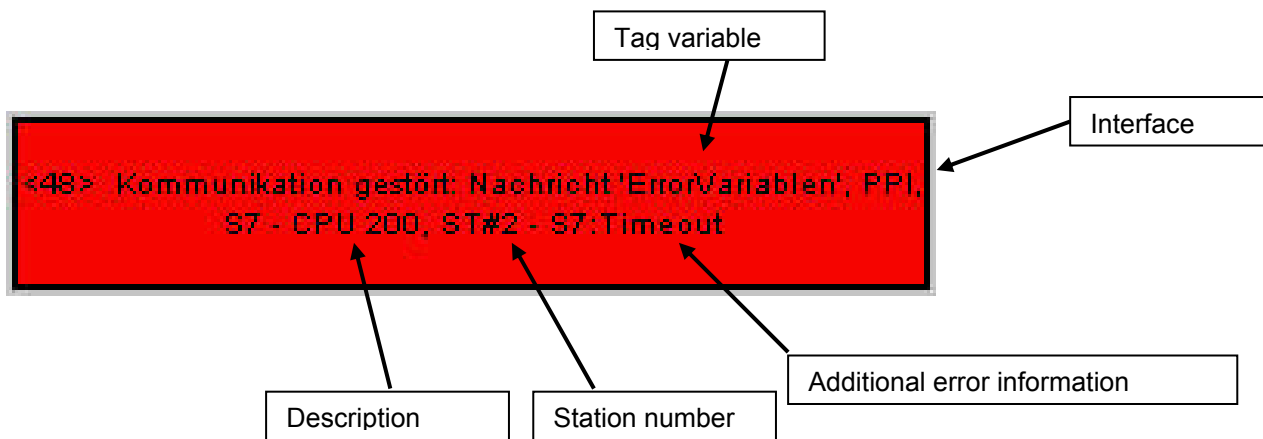 Tag variable
Interface
<48> Kommunikation gestört: Nachricht 'ErrorVariablen', PPI,
S7 - CPU 200, ST#2 - S7:Timeout
Additional error information
Description
Station number